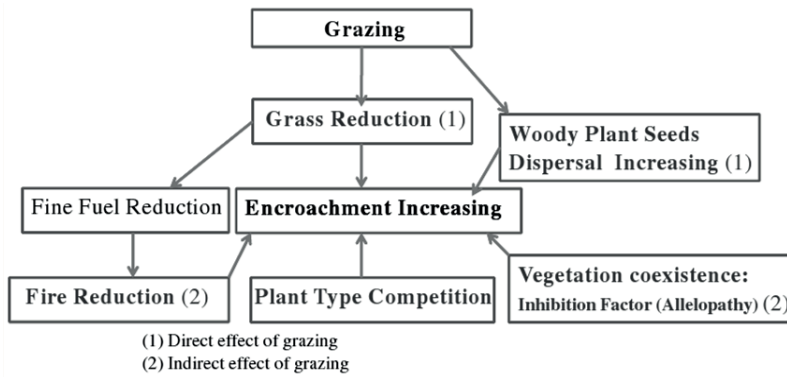 Grazing
Grass Reduction (1)
Woody Plant Seeds
Dispersal Increasing (1)
Fine Fuel Reduction
Encroachment Increasing
Fire Reduction (2)
Plant Type Competition
Vegetation coexistence:
Inhibition Factor (Allelopathy) (2)
(1) Direct effect of grazing
(2) Indirect effect of grazing